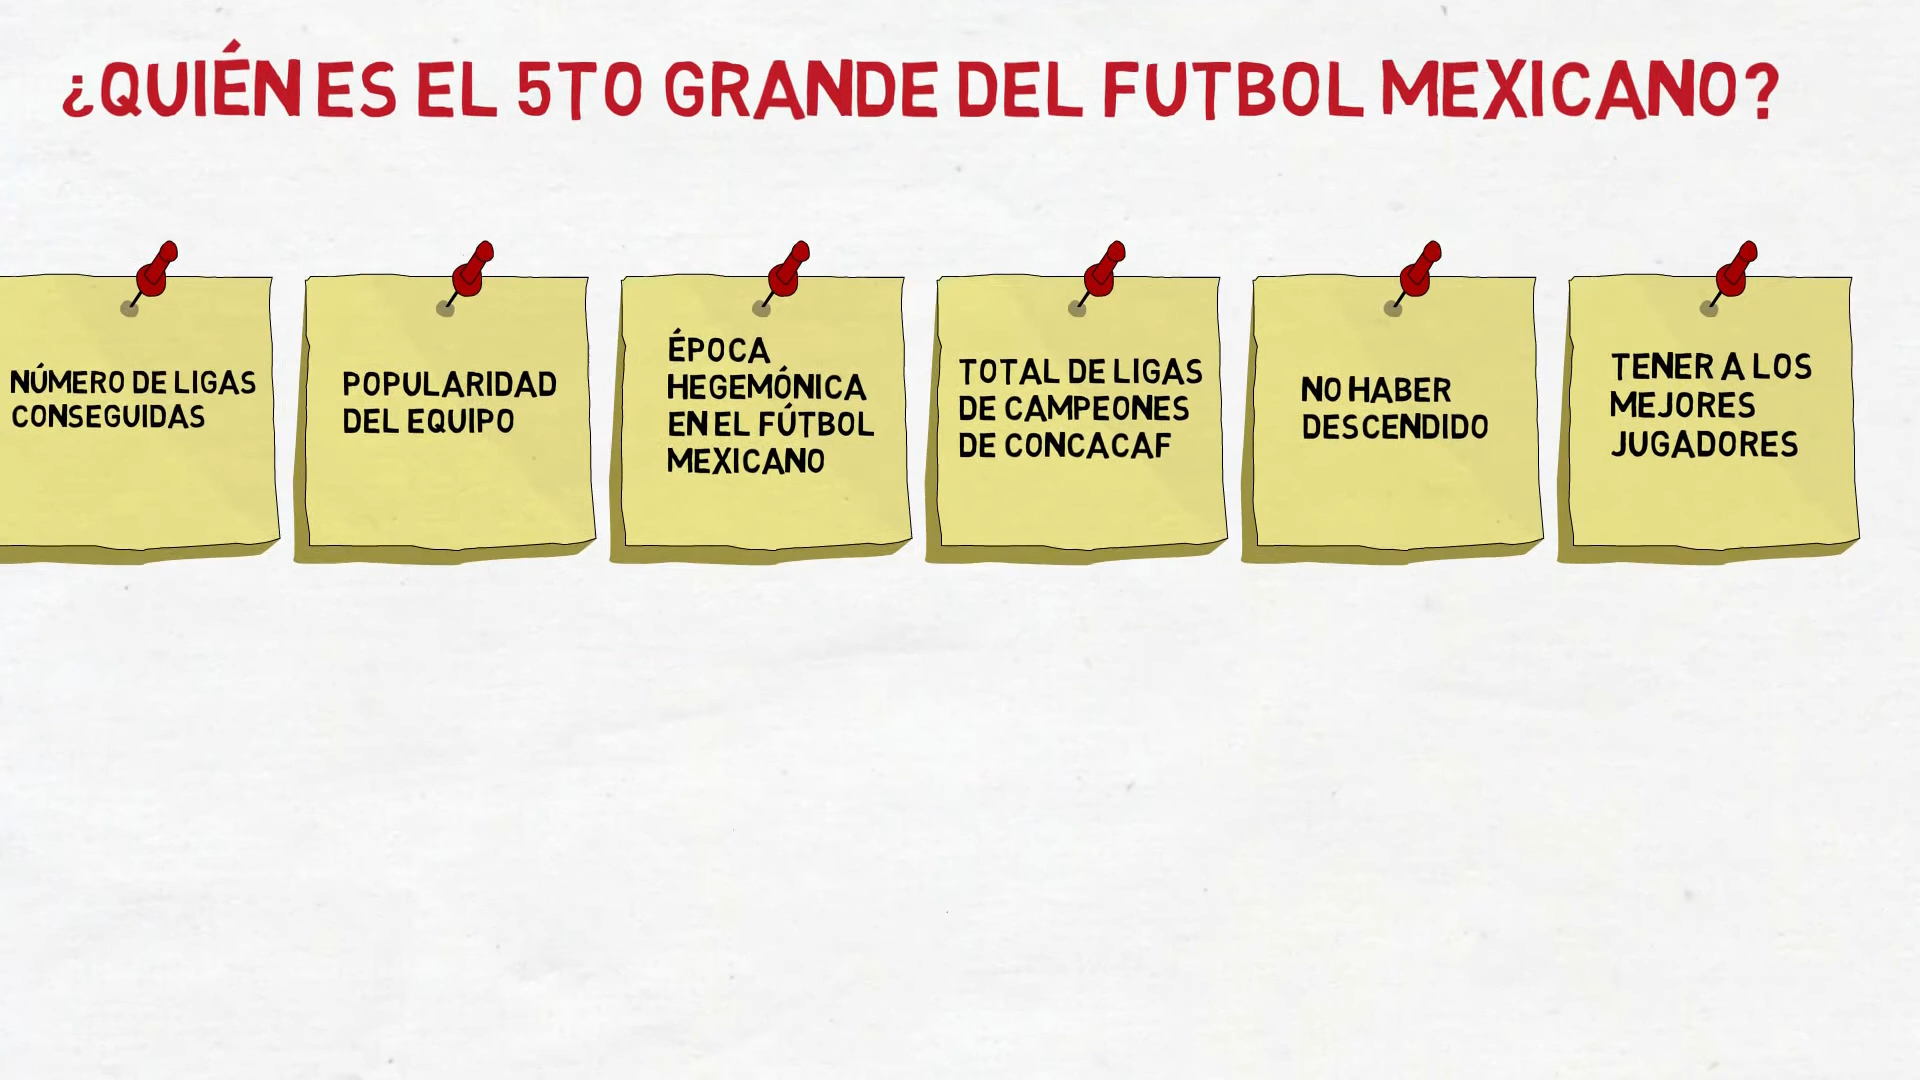 ¿QUIÉN ES EL 5TO GRANDE DEL FUTBOL MEXICANO?
NÚMERO DE LIGAS
CONSEGUIDAS
POPULARIDAD
DEL EQUIPO
ÉPOCA
HEGEMÓNICA
EN EL FÚTBOL
MEXICANO
TOTAL DE LIGAS
DE CAMPEONES
DE CONCACAF
NO HABER
DESCENDIDO
TENER A LOS
MEJORES
JUGADORES